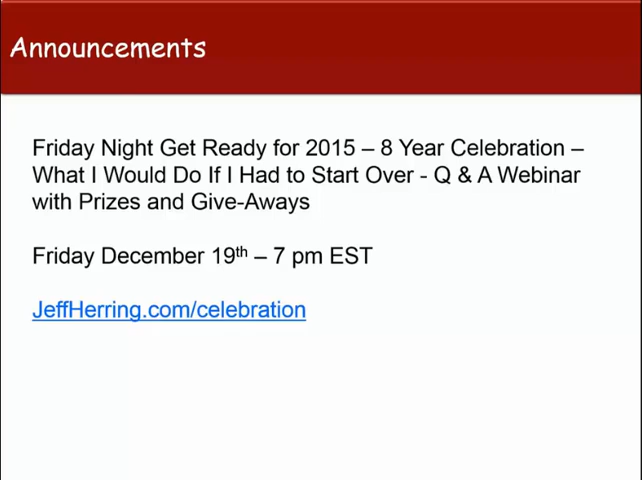 Announcements
Friday Night Get Ready for 2015 – 8 Year Celebration –
What I Would Do If I Had to Start Over - Q & A Webinar
with Prizes and Give-Aways
Friday December 19th – 7 pm EST
JeffHerring.com/celebration